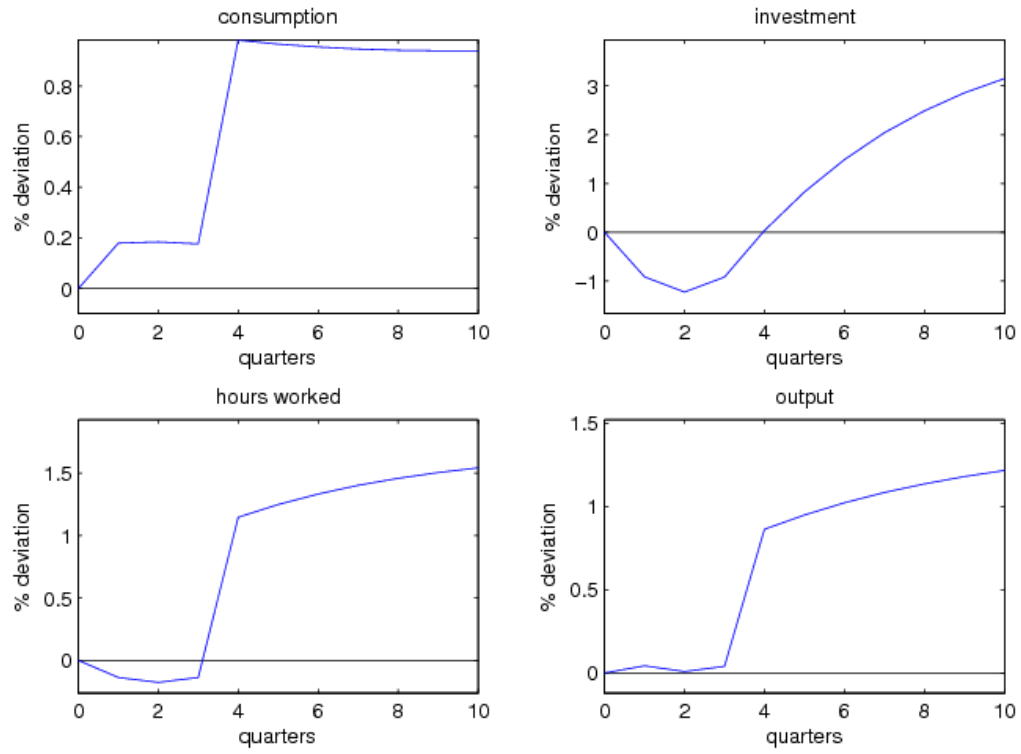 consumption
% deviation
0.8
0.6
0.4
0.2
0
0 2 4 6 8 10
quarters
investment
% deviation
3
2
1
0
−1
0 2 4 6 8 10
quarters
hours worked
% deviation
1.5
1
0.5
0
0 2 4 6 8 10
quarters
output
% deviation
1.5
1
0.5
0
0 2 4 6 8 10
quarters